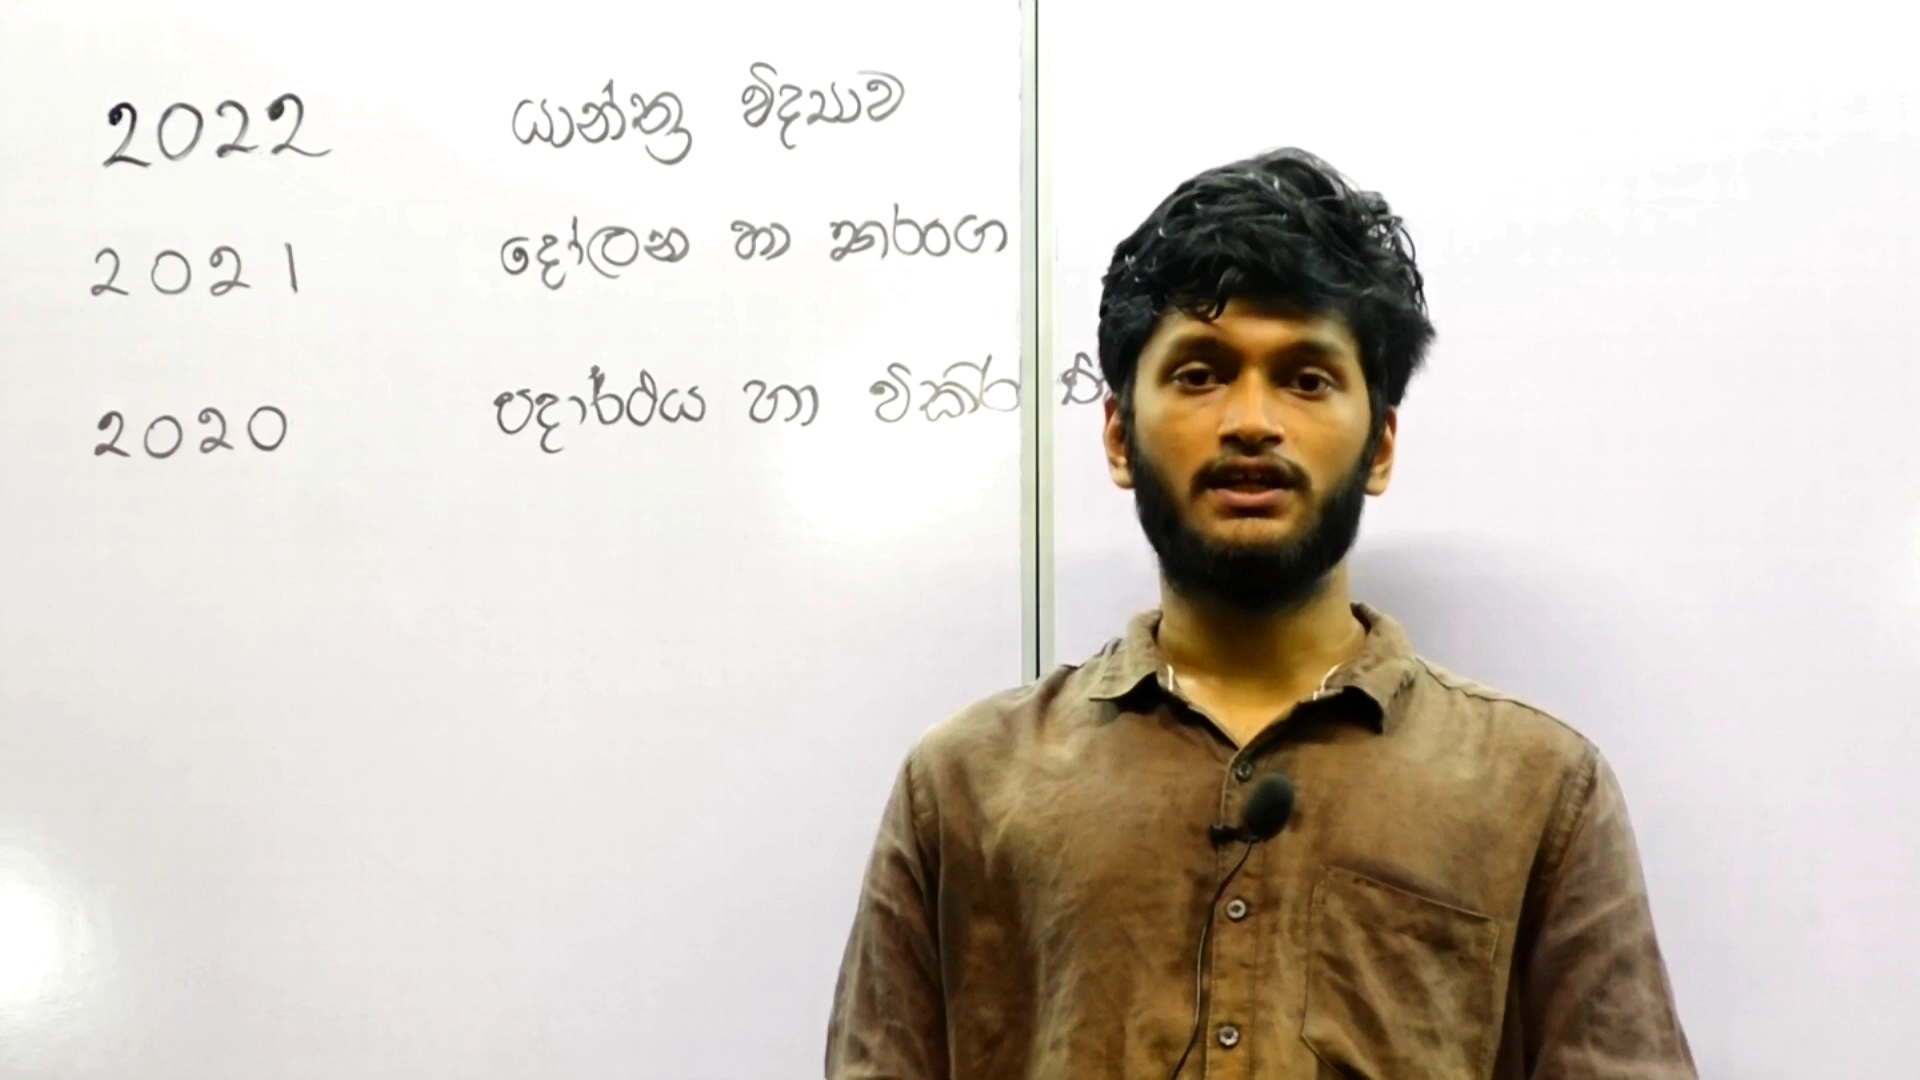 2022 යාන්ත්‍ර විද්‍යාව
2021 දෝලන හා තරංග
2020 පදාර්ථය හා